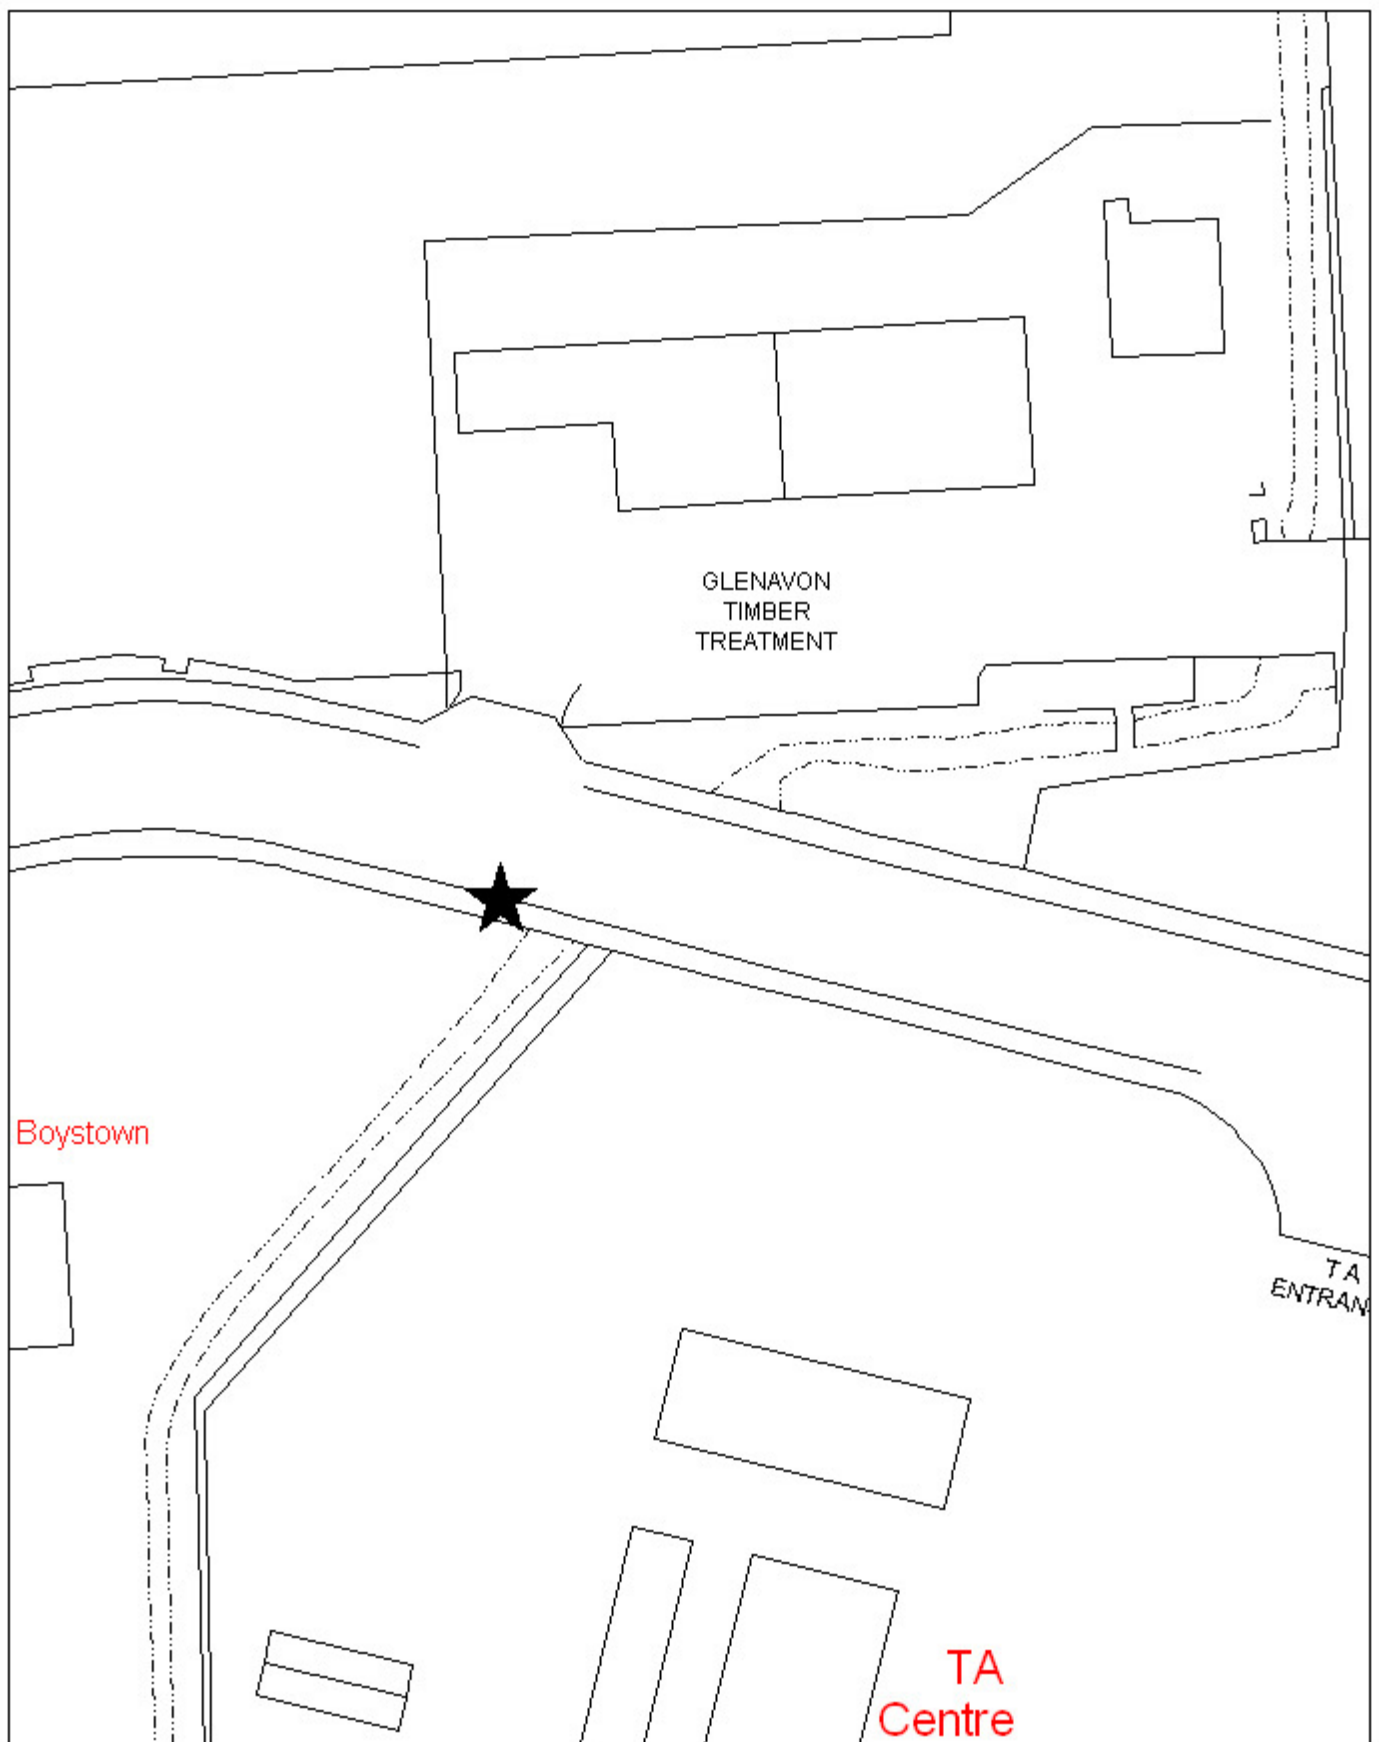 GLENAVON
TIMBER
TREATMENT
Boystown
T A
ENTRAN
TA
Centre